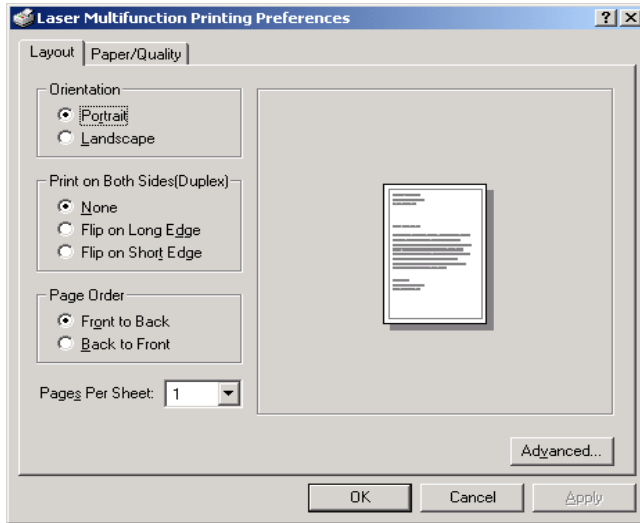 Laser Multifunction Printing Preferences
Layout
Paper/Quality
Orientation
Portrait
Landscape
Print on Both Sides(Duplex)
None
Flip on Long Edge
Flip on Short Edge
Page Order
Front to Back
Back to Front
Pages Per Sheet: 1
Advanced...
OK
Cancel
Apply